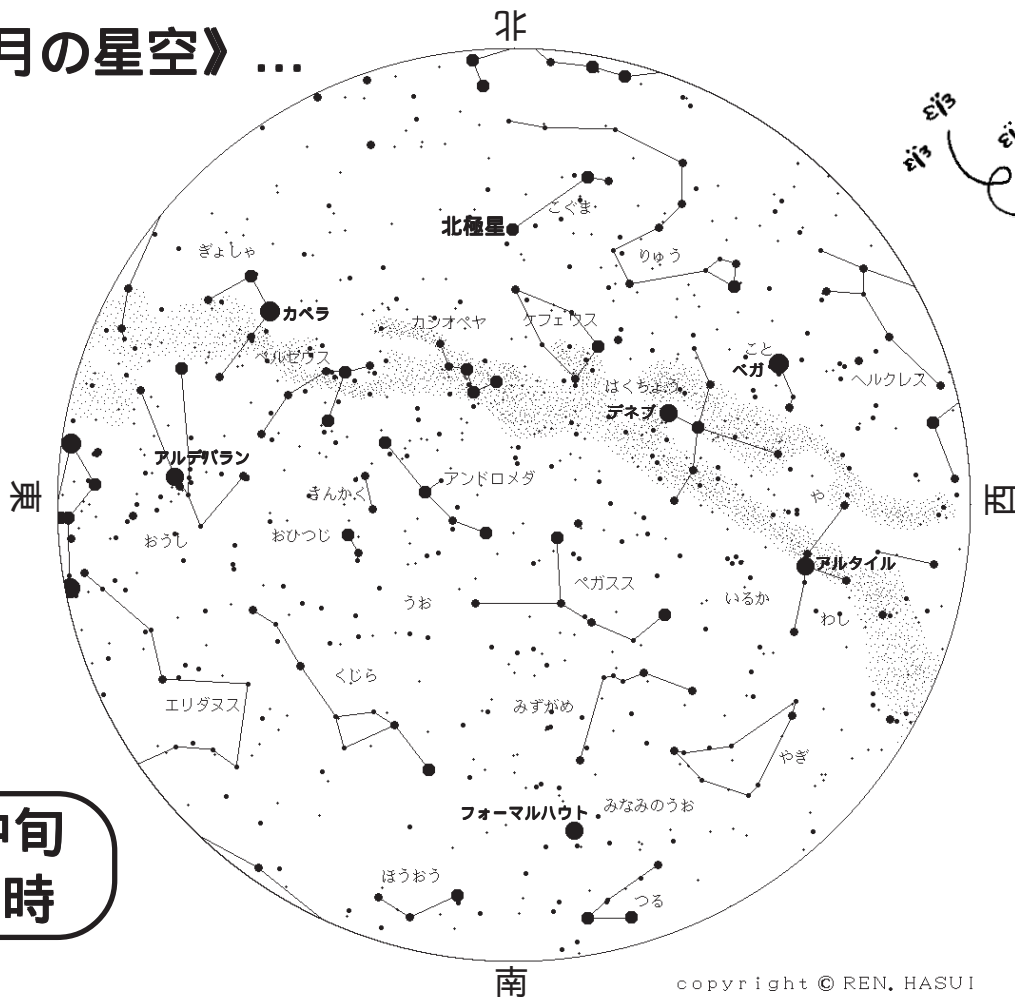 北
月の星空》…
こぐま
北極星
ぎょしゃ
りゅう
カペラ
カシオペヤ
ケフェウス
ペルセウス
こと
ベガ
ヘルクレス
はくちょう
デネブ
アルデバラン
アンドロメダ
さんかく
や
東
西
おうし
おひつじ
アルタイル
ペガスス
うお
いるか
わし
くじら
エリダヌス
みずがめ
やぎ
みなみのうお
フォーマルハウト
中旬
時
ほうおう
つる
南
copyright © REN. HASUI